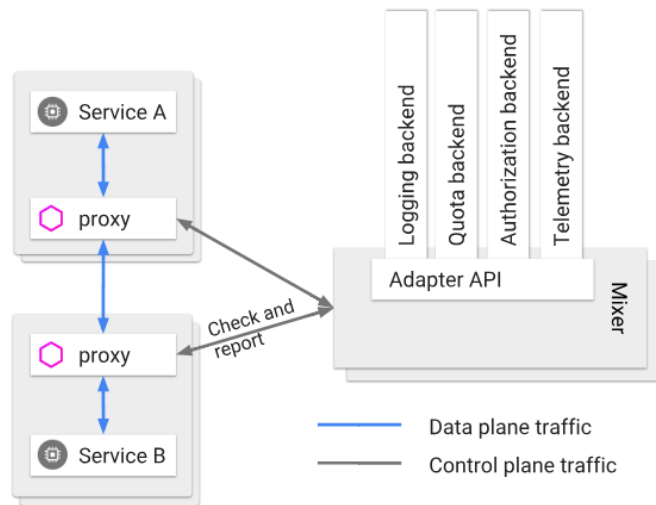 Service A
proxy
proxy
Service B
Check and
report
Logging backend
Quota backend
Authorization backend
Telemetry backend
Adapter API
Mixer
Data plane traffic
Control plane traffic